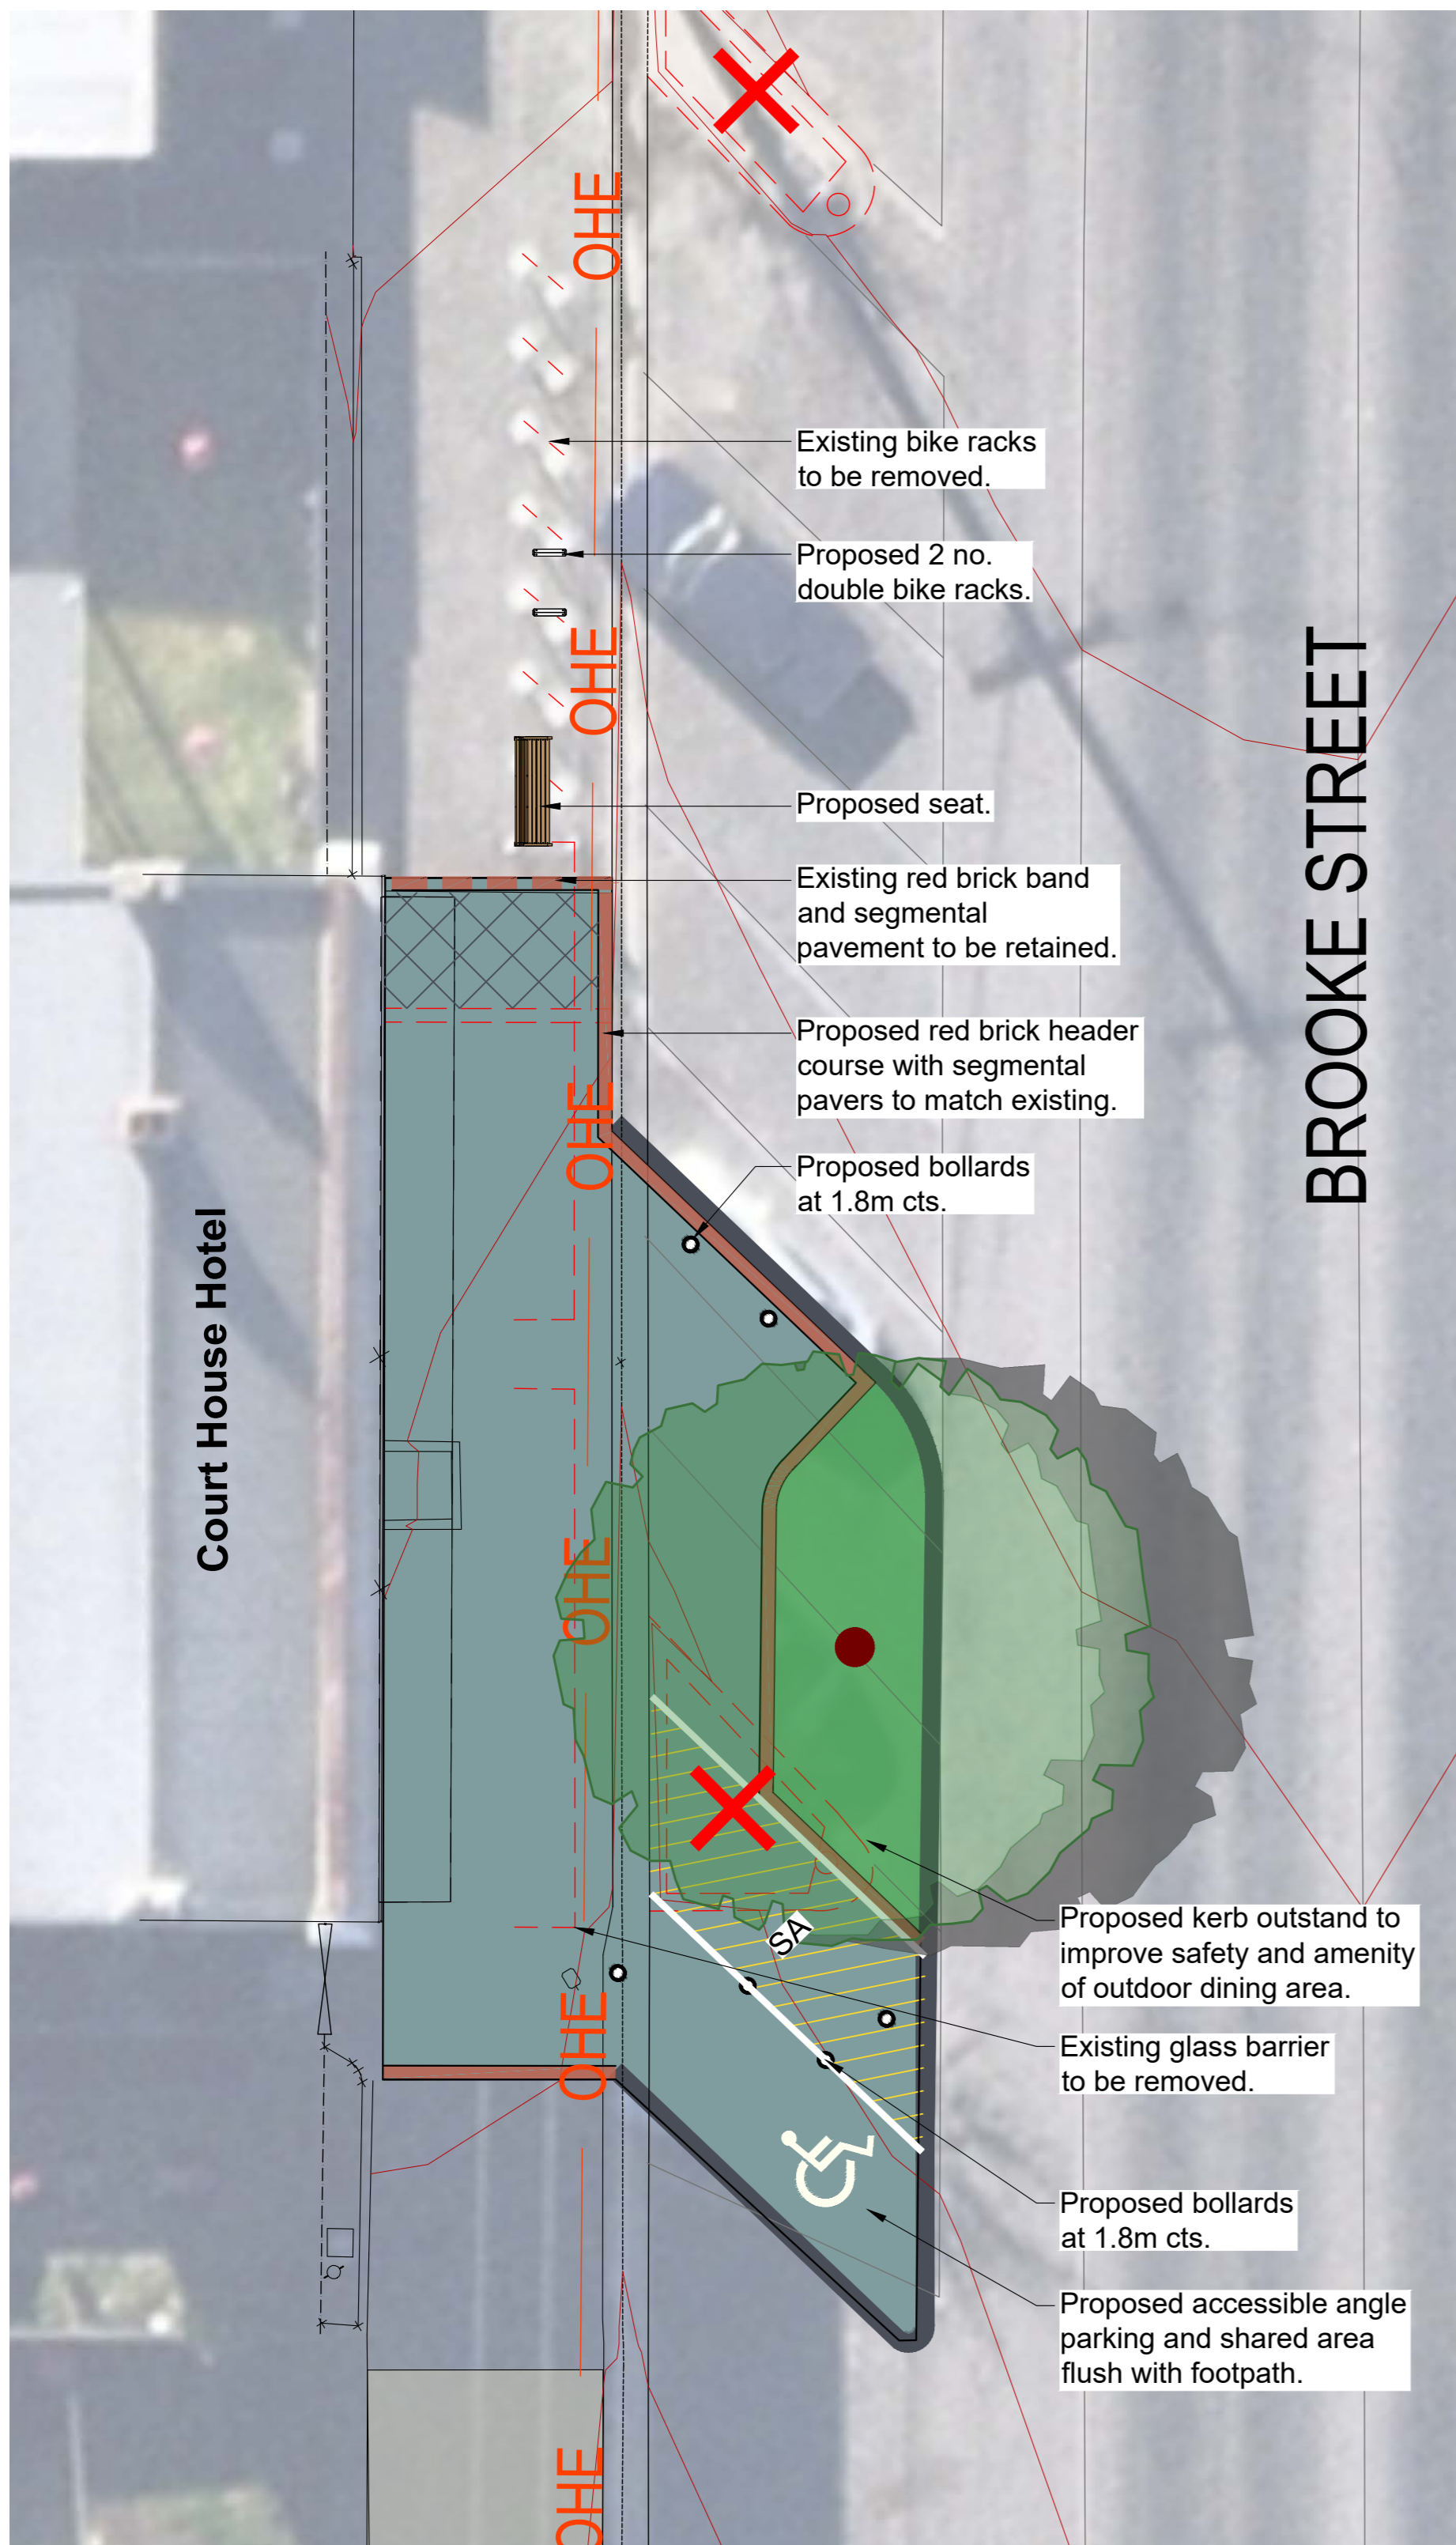 OHE
Existing bike racks
to be removed.
Proposed 2 no.
double bike racks.
OHE
BROOKE STREET
Proposed seat.
Existing red brick band
and segmental
pavement to be retained.
Proposed red brick header
course with segmental
pavers to match existing.
OHE
Proposed bollards
at 1.8m cts.
Court House Hotel
OHE
SA
Proposed kerb outstand to
improve safety and amenity
of outdoor dining area.
OHE
Existing glass barrier
to be removed.
Proposed bollards
at 1.8m cts.
Proposed accessible angle
parking and shared area
flush with footpath.
OHE